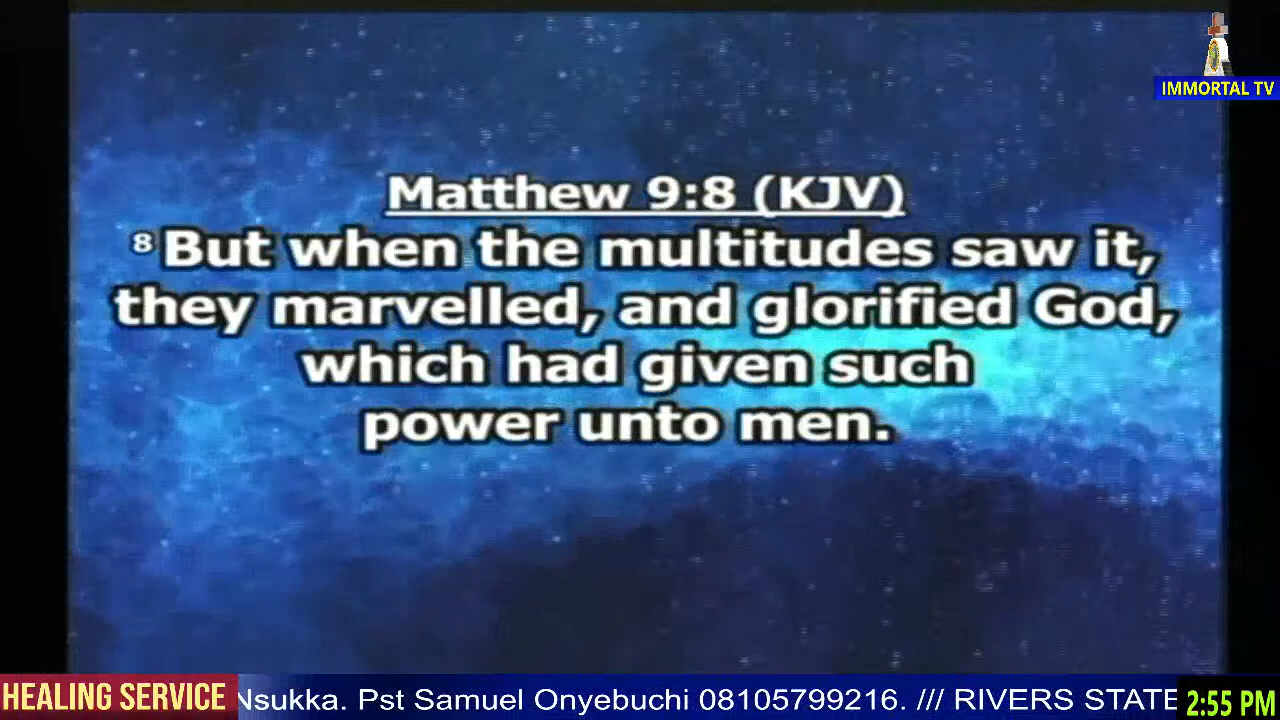 IMMORTAL TV
Matthew 9:8 (KJV)
8 But when the multitudes saw it,
they marvelled, and glorified God,
which had given such
power unto men.
HEALING SERVICE
Nsukka. Pst Samuel Onyebuchi 08105799216. /// RIVERS STATE
2:55 PM